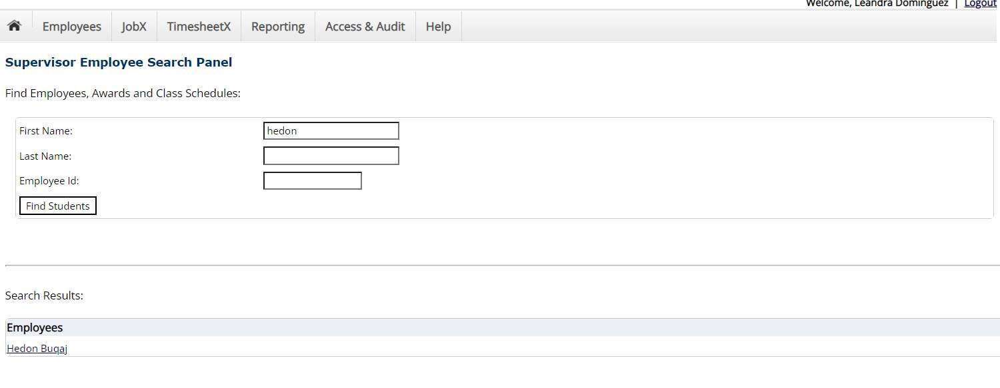 Welcome, Leandra Dominguez | Logout
Employees JobX TimesheetX Reporting Access & Audit Help
Supervisor Employee Search Panel
Find Employees, Awards and Class Schedules:
First Name: hedon
Last Name:
Employee Id:
Find Students
Search Results:
Employees
Hedon Buqaj